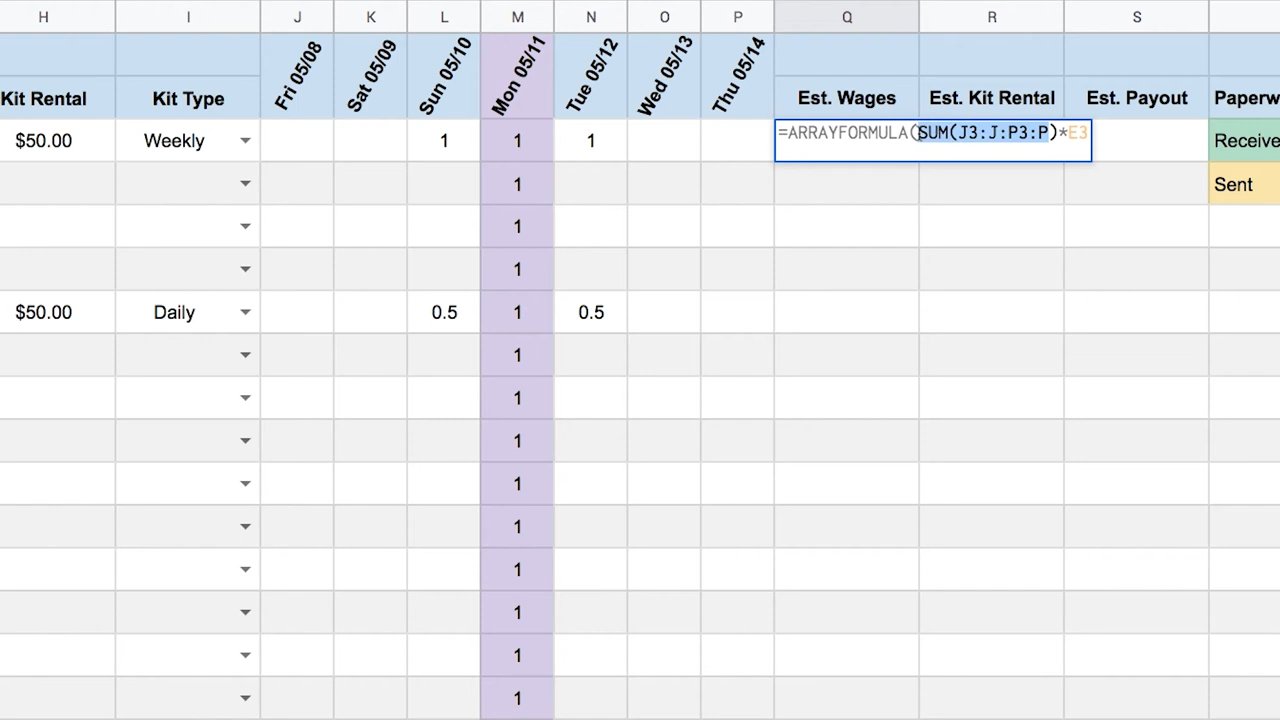 H I J K L M N O P Q R S
Fri 05/08 Sat 05/09 Sun 05/10 Mon 05/11 Tue 05/12 Wed 05/13 Thu 05/14
Kit Rental Kit Type Est. Wages Est. Kit Rental Est. Payout Paperw
$50.00 Weekly 1 1 1 =ARRAYFORMULA(SUM(J3:J:P3:P)*E3 Receive
1 Sent
1
1
$50.00 Daily 0.5 1 0.5
1
1
1
1
1
1
1
1
1